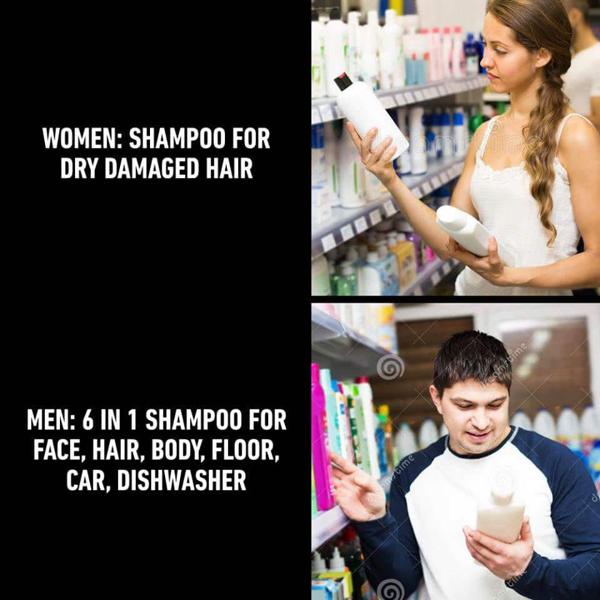 WOMEN: SHAMPOO FOR
DRY DAMAGED HAIR
MEN: 6 IN 1 SHAMPOO FOR
FACE, HAIR, BODY, FLOOR,
CAR, DISHWASHER